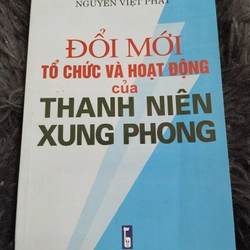 NGUYỄN VIỆT PHÁT
ĐỔI MỚI
TỔ CHỨC VÀ HOẠT ĐỘNG
của
THANH NIÊN
XUNG PHONG